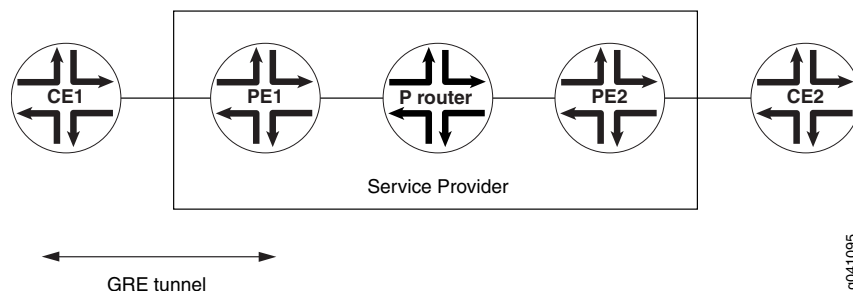 CE1
PE1
P router
PE2
CE2
Service Provider
GRE tunnel
g041095